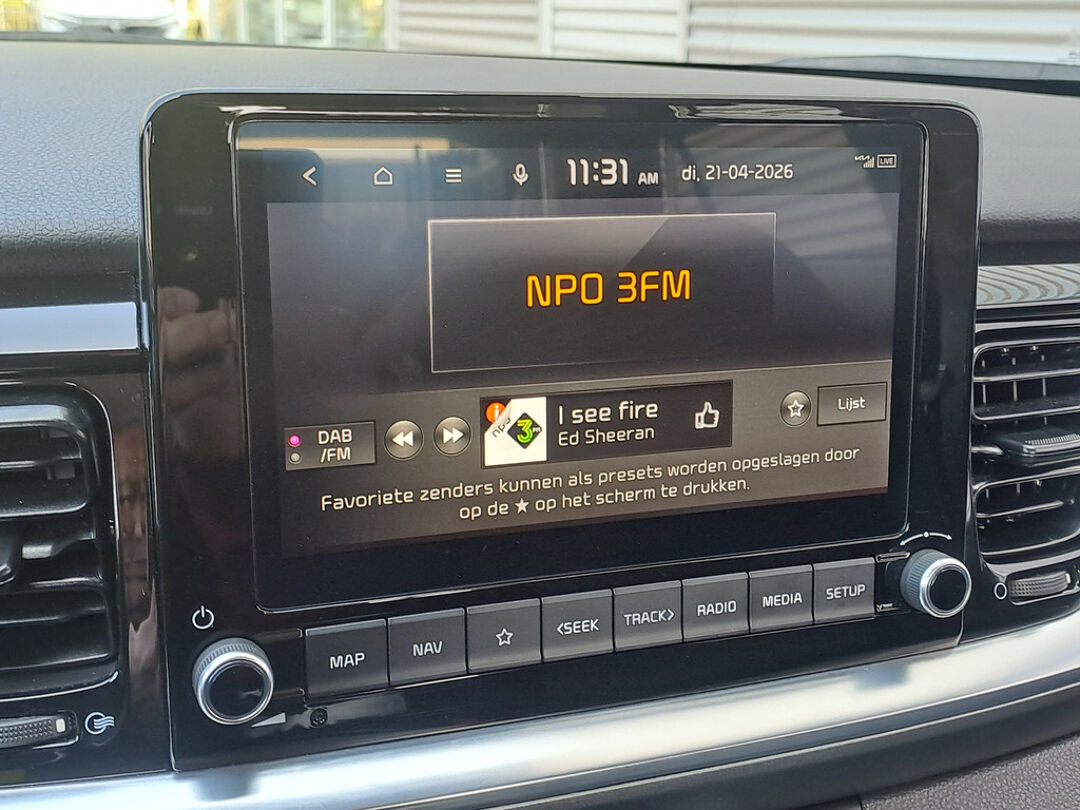 11:31 AM di, 21-04-2026 LIVE
NPO 3FM
DAB
/FM
npo
3FM
I see fire
Ed Sheeran
Lijst
Favoriete zenders kunnen als presets worden opgeslagen door
op de ★ op het scherm te drukken.
MAP NAV <SEEK TRACK> RADIO MEDIA SETUP